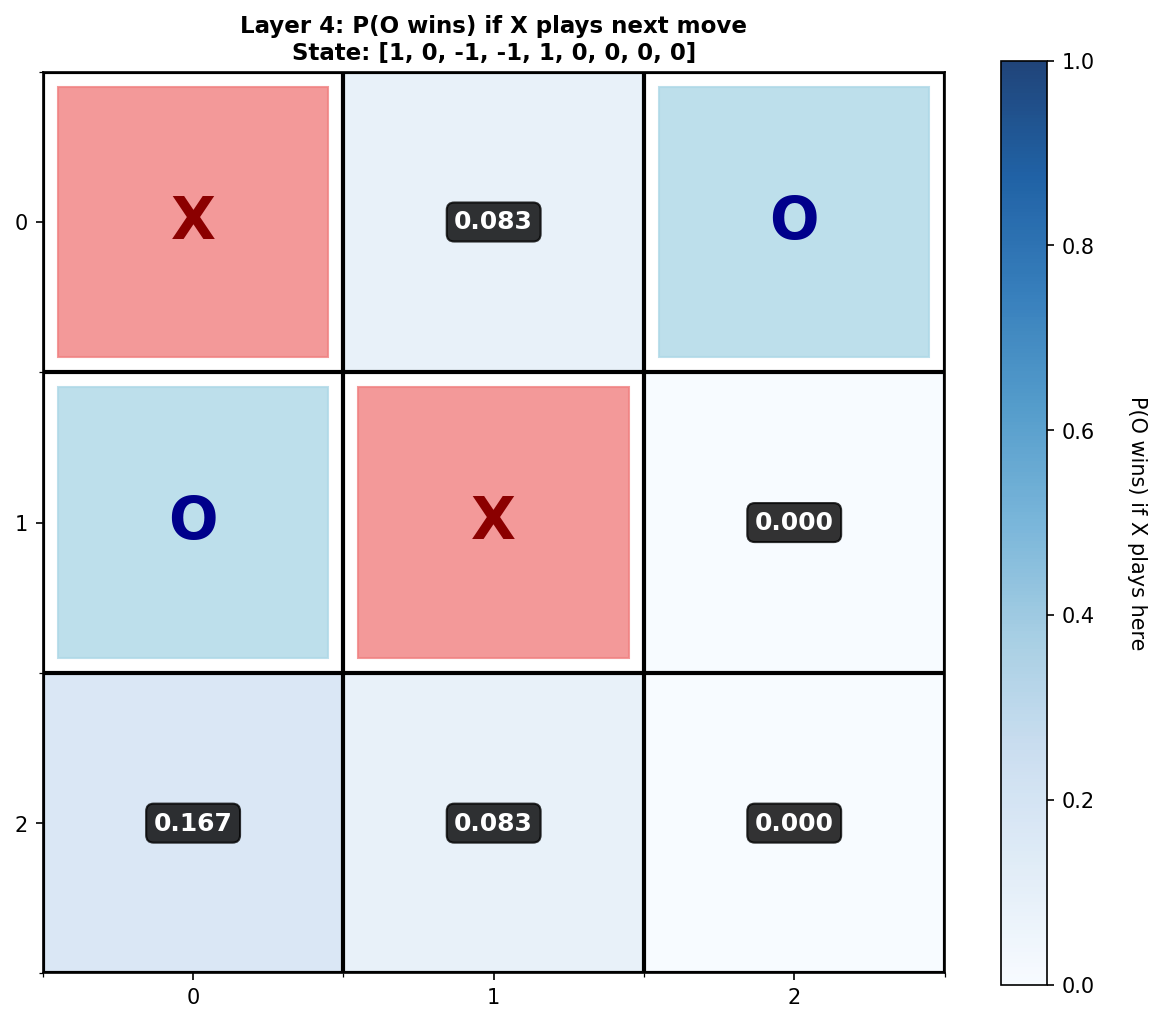 Layer 4: P(O wins) if X plays next move
State: [1, 0, -1, -1, 1, 0, 0, 0, 0]
0
X
0.083
O
1
O
X
0.000
2
0.167
0.083
0.000
0
1
2
1.0
0.8
0.6
0.4
0.2
0.0
P(O wins) if X plays here